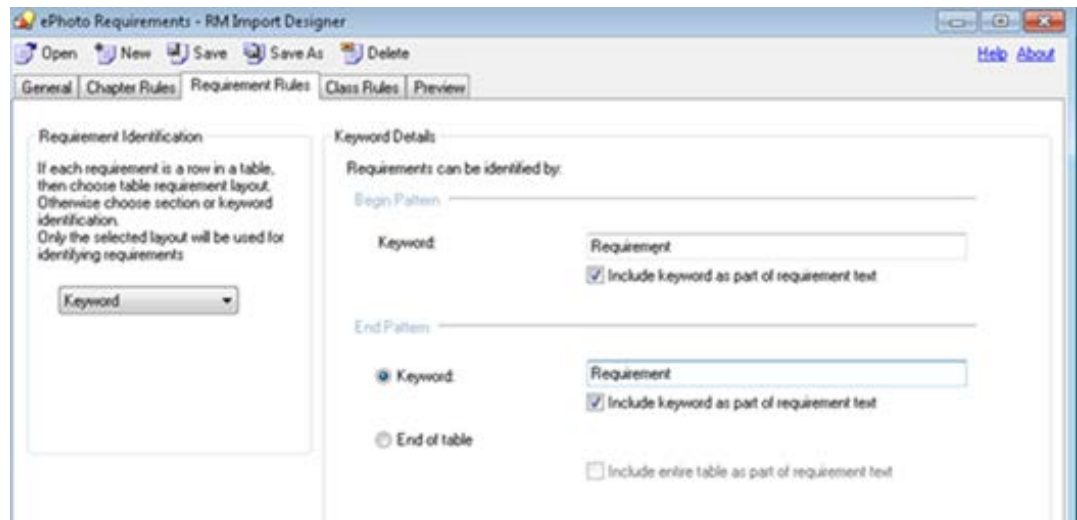 ePhoto Requirements - RM Import Designer
Open New Save Save As Delete Help About
General Chapter Rules Requirement Rules Class Rules Preview
Requirement Identification
If each requirement is a row in a table,
then choose table requirement layout.
Otherwise choose section or keyword
identification.
Only the selected layout will be used for
identifying requirements
Keyword
Keyword Details
Requirements can be identified by:
Begin Pattern
Keyword: Requirement
Include keyword as part of requirement text
End Pattern
Keyword: Requirement
Include keyword as part of requirement text
End of table
Include entire table as part of requirement text